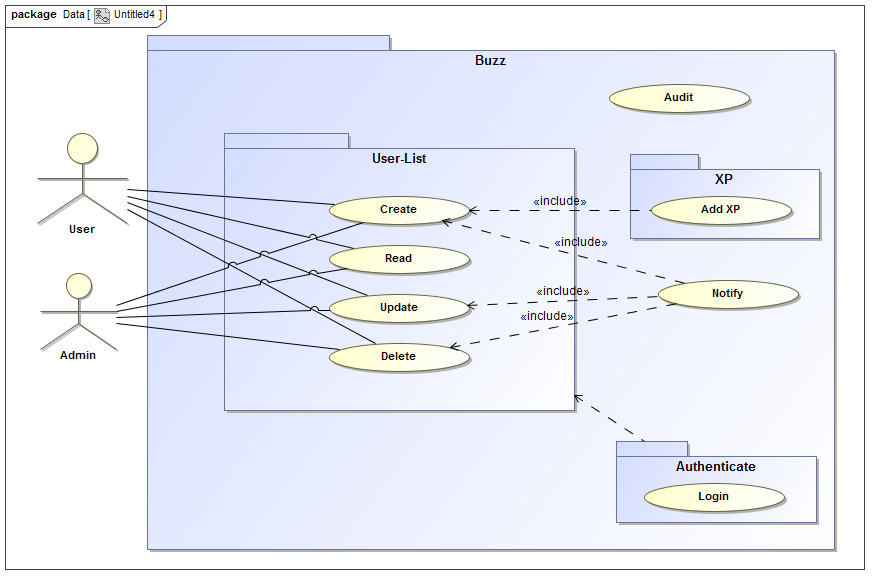 package Data [ Untitled4 ]
Buzz
Audit
User-List
XP
«include»
Create
Add XP
User
«include»
Read
«include»
Notify
Update
«include»
Admin
Delete
Authenticate
Login